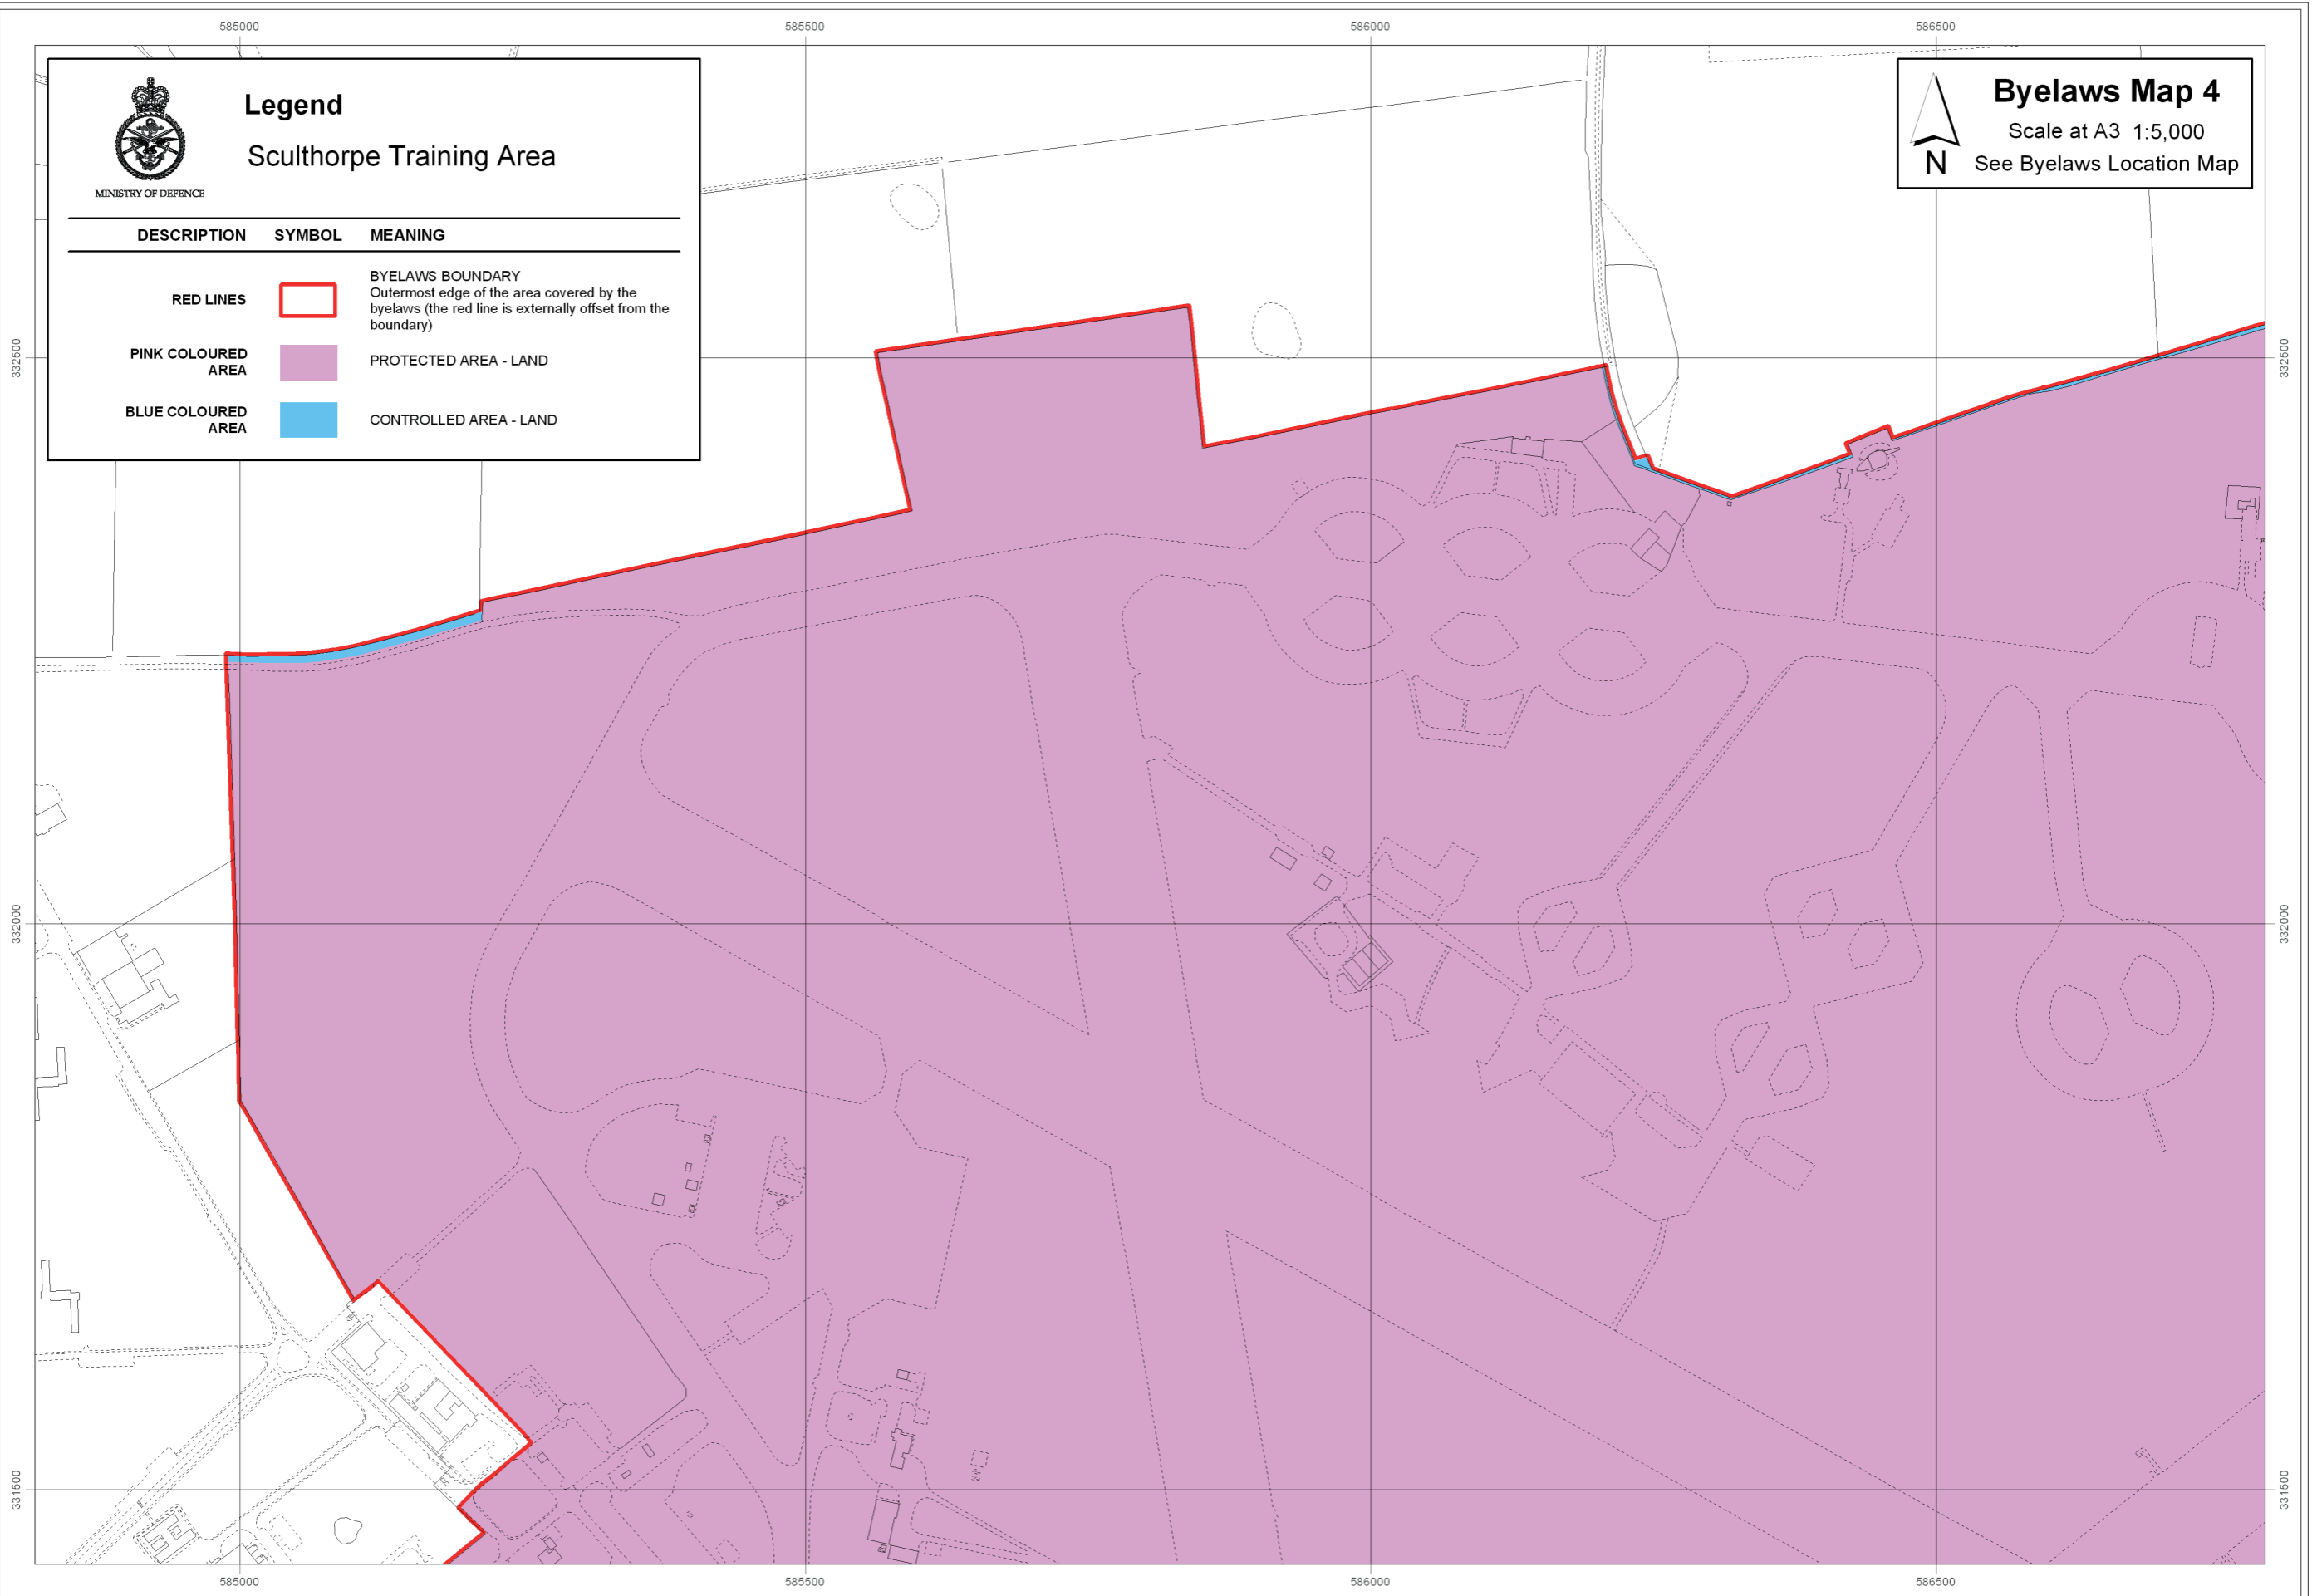 585000
585500
586000
586500
Legend
Sculthorpe Training Area
MINISTRY OF DEFENCE
DESCRIPTION SYMBOL MEANING
RED LINES
BYELAWS BOUNDARY
Outermost edge of the area covered by the
byelaws (the red line is externally offset from the
boundary)
PINK COLOURED
AREA
PROTECTED AREA - LAND
BLUE COLOURED
AREA
CONTROLLED AREA - LAND
Byelaws Map 4
Scale at A3 1:5,000
See Byelaws Location Map
N
332500
332500
332000
332000
331500
331500
585000
585500
586000
586500